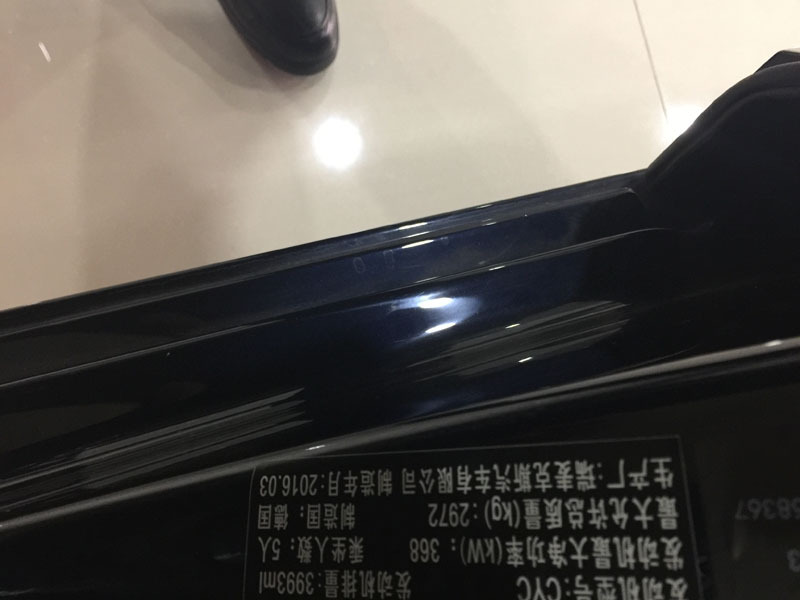 发动机型号:CYC 发动机排量:3993ml
发动机最大净功率(kW): 368 乘坐人数: 5人
最大允许总质量(kg): 2972 制造国: 德国
生产厂:瑞麦克斯汽车有限公司 制造年月:2016.03